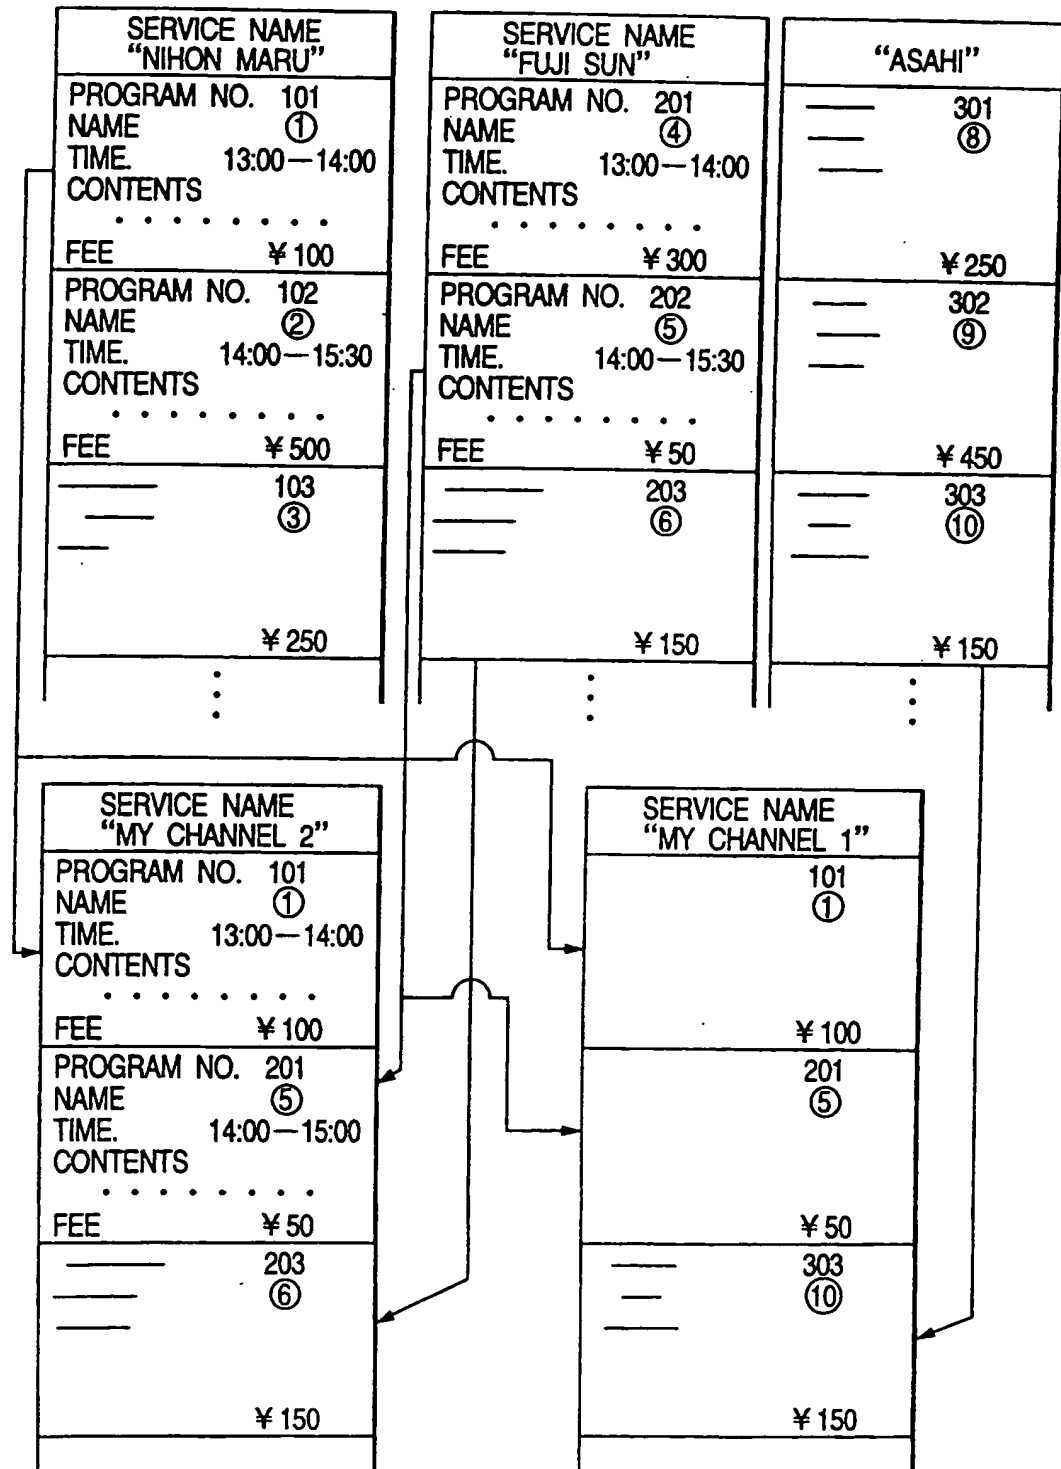 SERVICE NAME
“NIHON MARU”
PROGRAM NO. 101
NAME ①
TIME. 13:00—14:00
CONTENTS
. . . . . . . .
FEE ¥100
PROGRAM NO. 102
NAME ②
TIME. 14:00—15:30
CONTENTS
. . . . . . . .
FEE ¥500
103
③
¥250
SERVICE NAME
“FUJI SUN”
PROGRAM NO. 201
NAME ④
TIME. 13:00—14:00
CONTENTS
. . . . . . . .
FEE ¥300
PROGRAM NO. 202
NAME ⑤
TIME. 14:00—15:30
CONTENTS
. . . . . . . .
FEE ¥50
203
⑥
¥150
“ASAHI”
301
⑧
¥250
302
⑨
¥450
303
⑩
¥150
SERVICE NAME
“MY CHANNEL 2”
PROGRAM NO. 101
NAME ①
TIME. 13:00—14:00
CONTENTS
. . . . . . . .
FEE ¥100
PROGRAM NO. 201
NAME ⑤
TIME. 14:00—15:00
CONTENTS
. . . . . . . .
FEE ¥50
203
⑥
¥150
SERVICE NAME
“MY CHANNEL 1”
101
①
¥100
201
⑤
¥50
303
⑩
¥150